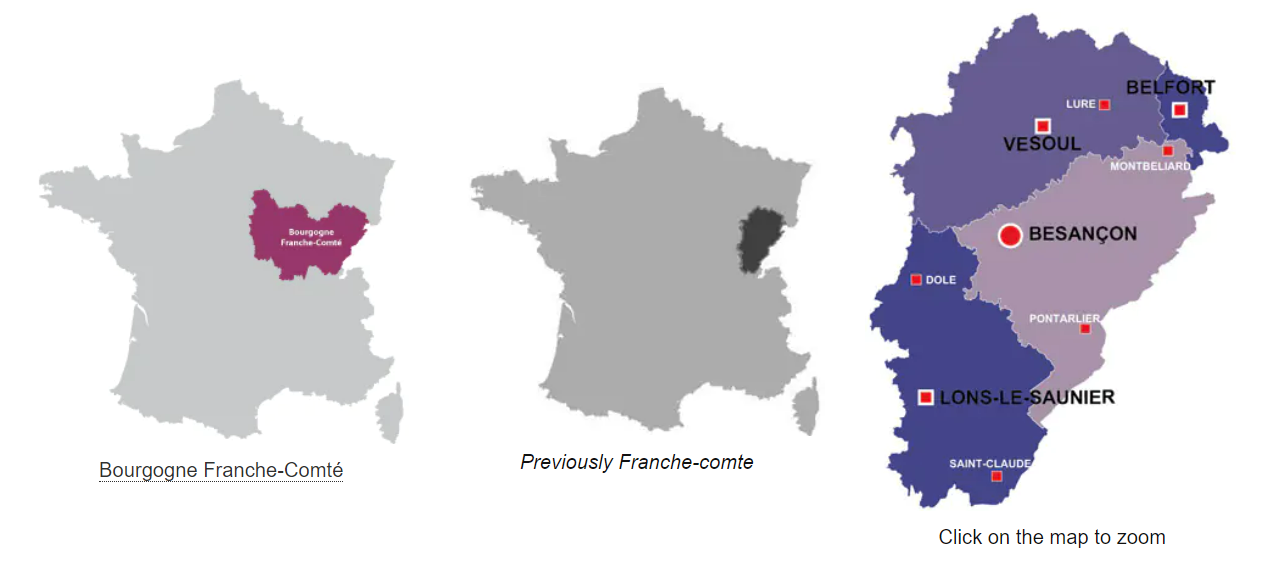 Bourgogne
Franche-Comté
Bourgogne Franche-Comté
Previously Franche-comte
BELFORT
LURE
VESOUL
MONTBELIARD
BESANÇON
DOLE
PONTARLIER
LONS-LE-SAUNIER
SAINT-CLAUDE
Click on the map to zoom